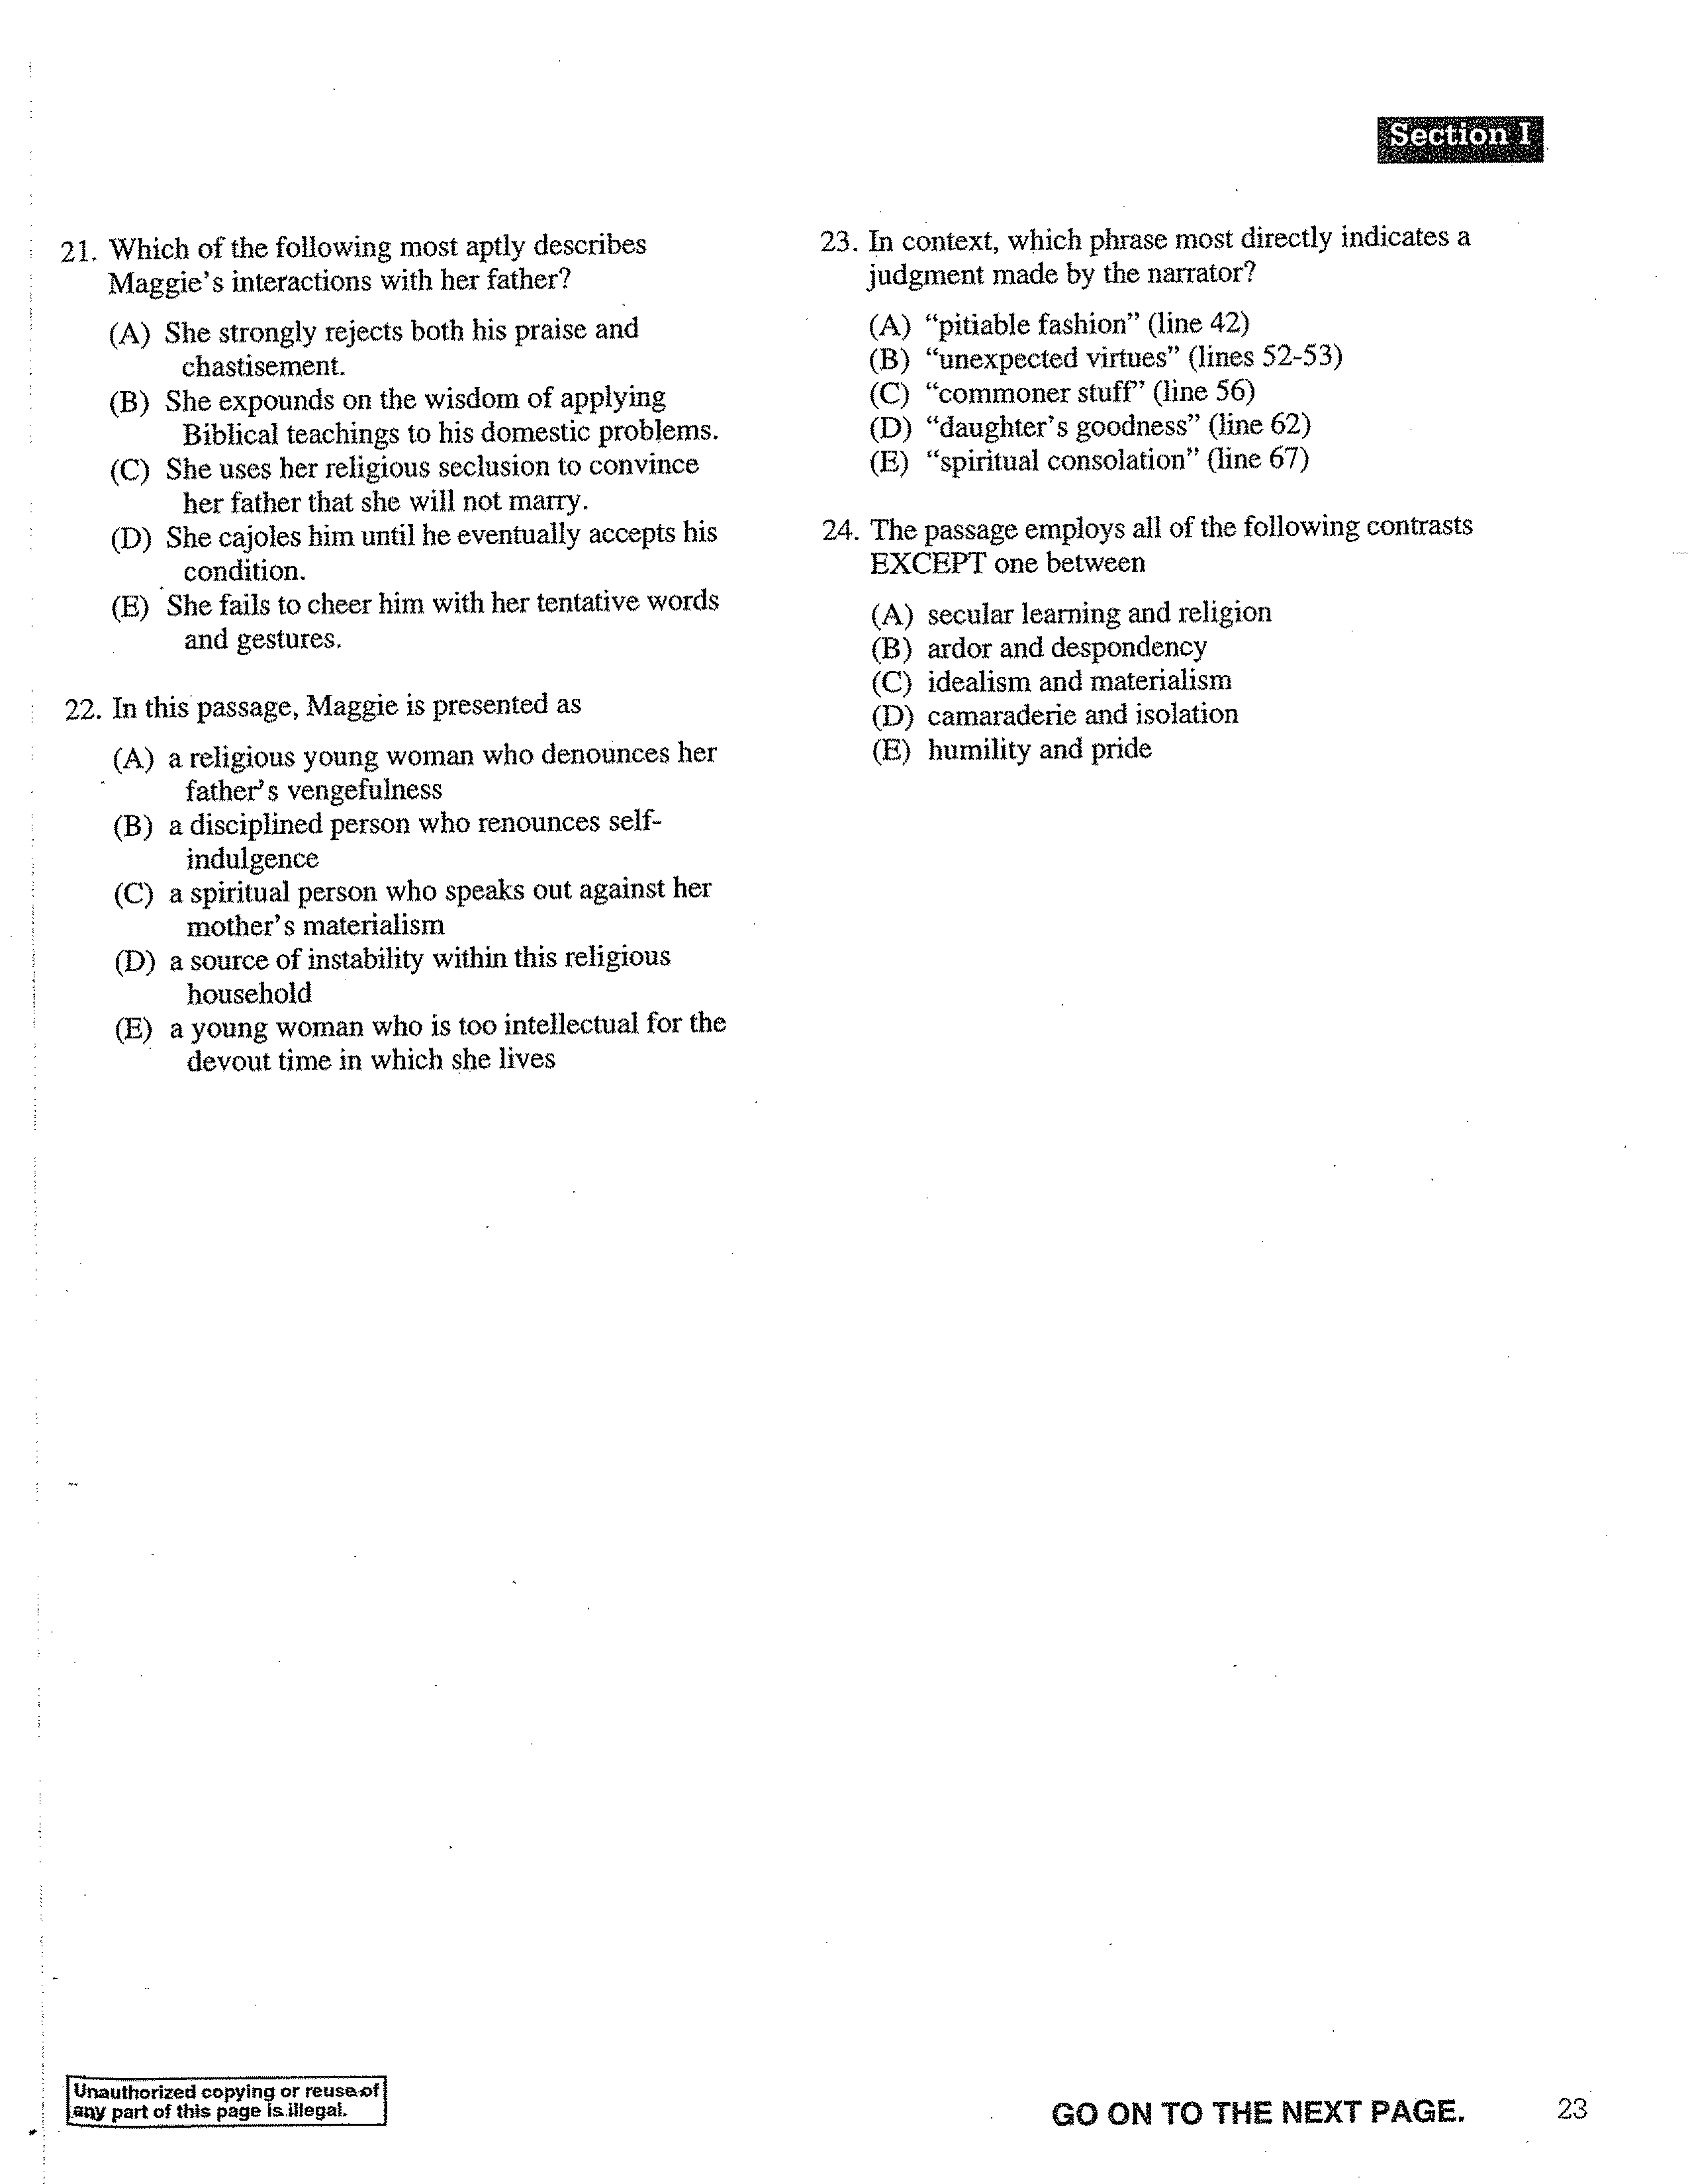 Section I
21. Which of the following most aptly describes
Maggie's interactions with her father?
(A) She strongly rejects both his praise and
chastisement.
(B) She expounds on the wisdom of applying
Biblical teachings to his domestic problems.
(C) She uses her religious seclusion to convince
her father that she will not marry.
(D) She cajoles him until he eventually accepts his
condition.
(E) She fails to cheer him with her tentative words
and gestures.
22. In this passage, Maggie is presented as
(A) a religious young woman who denounces her
father's vengefulness
(B) a disciplined person who renounces self-
indulgence
(C) a spiritual person who speaks out against her
mother's materialism
(D) a source of instability within this religious
household
(E) a young woman who is too intellectual for the
devout time in which she lives
23. In context, which phrase most directly indicates a
judgment made by the narrator?
(A) “pitiable fashion” (line 42)
(B) “unexpected virtues” (lines 52-53)
(C) “commoner stuff” (line 56)
(D) “daughter's goodness” (line 62)
(E) “spiritual consolation” (line 67)
24. The passage employs all of the following contrasts
EXCEPT one between
(A) secular learning and religion
(B) ardor and despondency
(C) idealism and materialism
(D) camaraderie and isolation
(E) humility and pride
Unauthorized copying or reuse of
any part of this page is illegal.
GO ON TO THE NEXT PAGE.
23